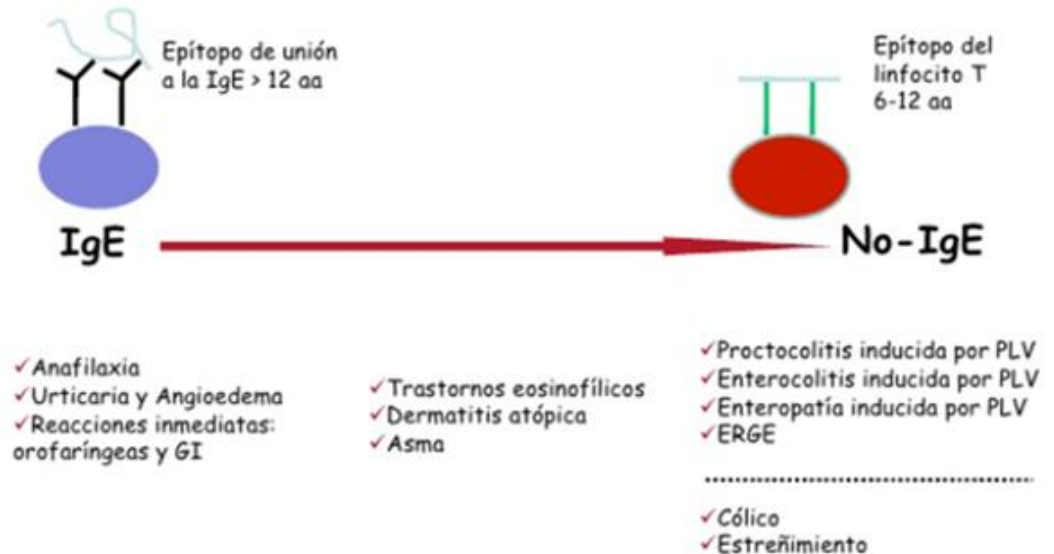 Epítopo de unión
a la IgE > 12 aa
Epítopo del
linfocito T
6-12 aa
IgE
No-IgE
✓Anafilaxia
✓Urticaria y Angioedema
✓Reacciones inmediatas:
orofaríngeas y GI
✓Trastornos eosinofílicos
✓Dermatitis atópica
✓Asma
✓Proctocolitis inducida por PLV
✓Enterocolitis inducida por PLV
✓Enteropatía inducida por PLV
✓ERGE
✓Cólico
✓Estreñimiento